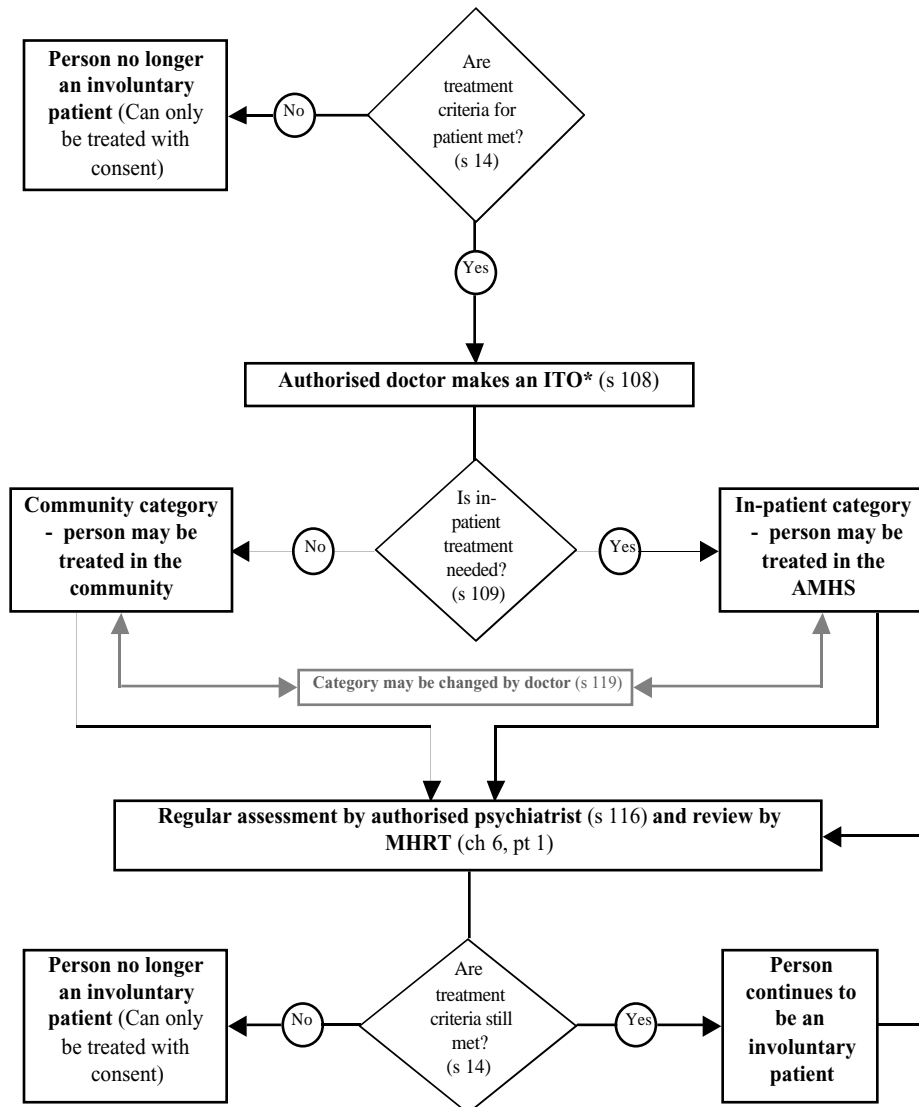 Person no longer
an involuntary
patient (Can only
be treated with
consent)
No
Are
treatment
criteria for
patient met?
(s 14)
Yes
Authorised doctor makes an ITO* (s 108)
Community category
- person may be
treated in the
community
No
Is in-
patient
treatment
needed?
(s 109)
Yes
In-patient category
- person may be
treated in the
AMHS
Category may be changed by doctor (s 119)
Regular assessment by authorised psychiatrist (s 116) and review by
MHRT (ch 6, pt 1)
Person no longer
an involuntary
patient (Can only
be treated with
consent)
No
Are
treatment
criteria still
met?
(s 14)
Yes
Person
continues to
be an
involuntary
patient